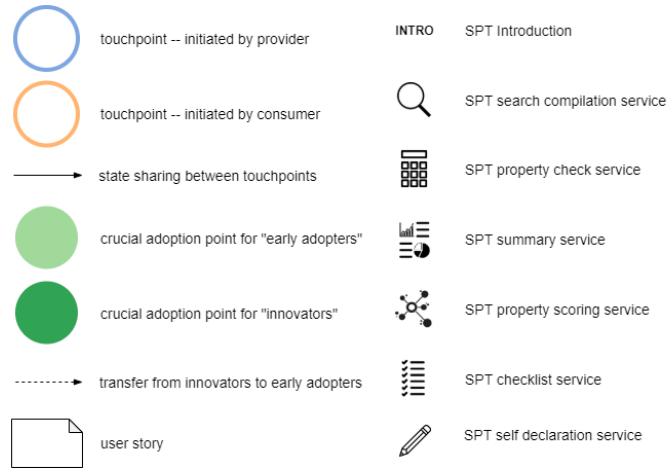 touchpoint -- initiated by provider
touchpoint -- initiated by consumer
state sharing between touchpoints
crucial adoption point for "early adopters"
crucial adoption point for "innovators"
transfer from innovators to early adopters
user story
INTRO SPT Introduction
SPT search compilation service
SPT property check service
SPT summary service
SPT property scoring service
SPT checklist service
SPT self declaration service